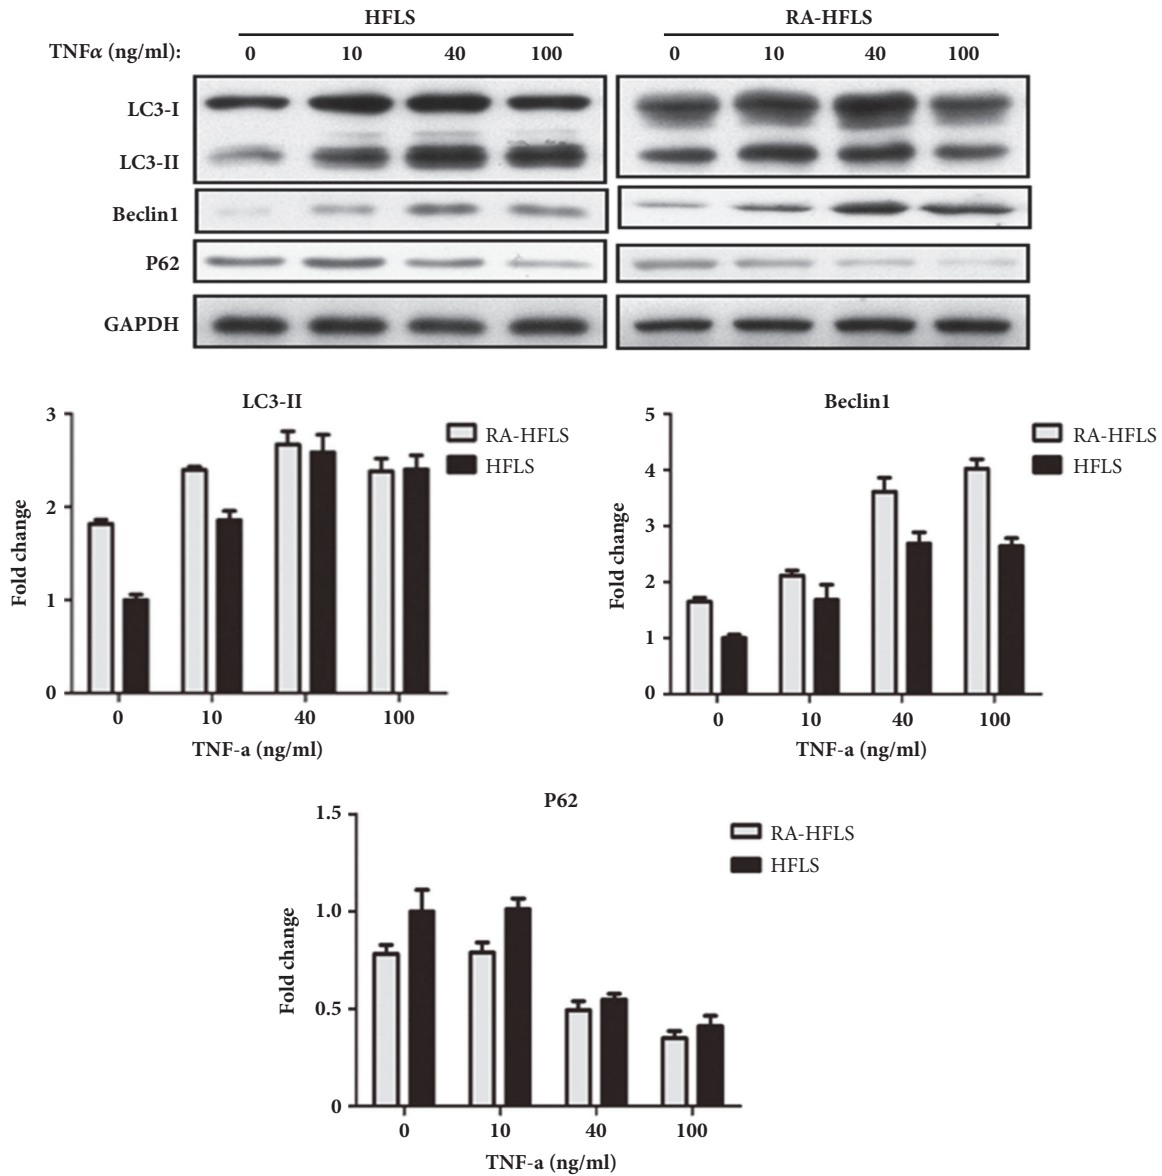 HFLS RA-HFLS
TNFα (ng/ml): 0 10 40 100 0 10 40 100
LC3-I
LC3-II
Beclin1
P62
GAPDH
LC3-II
3
2
1
0
Fold change
0 10 40 100
TNF-a (ng/ml)
RA-HFLS
HFLS
Beclin1
5
4
3
2
1
0
Fold change
0 10 40 100
TNF-a (ng/ml)
RA-HFLS
HFLS
P62
1.5
1.0
0.5
0
Fold change
0 10 40 100
TNF-a (ng/ml)
RA-HFLS
HFLS